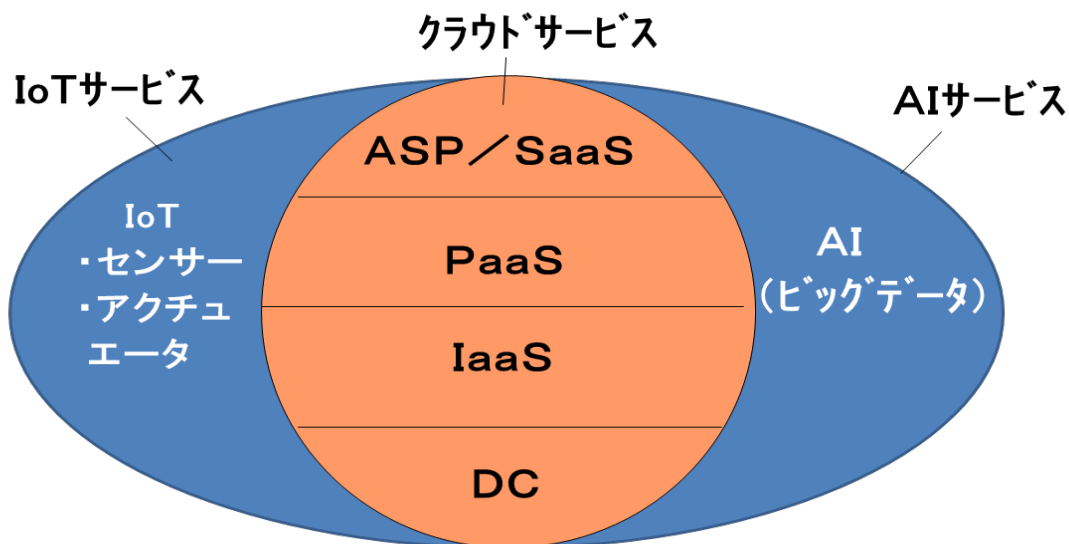 クラウドサービス
IoTサービス
AIサービス
ASP／SaaS
IoT
・センサー
・アクチュ
エータ
PaaS
AI
（ビッグデータ）
IaaS
DC